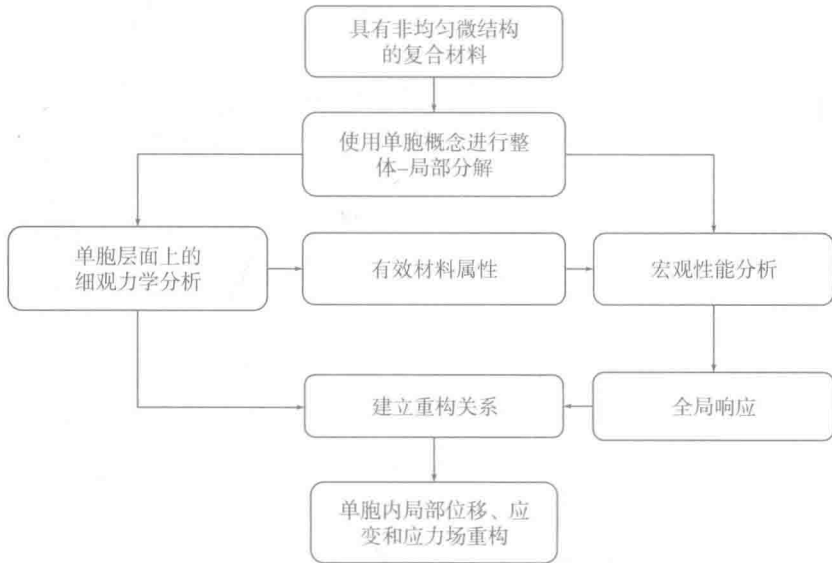 具有非均匀微结构
的复合材料
使用单胞概念进行整
体–局部分解
单胞层面上的
细观力学分析
有效材料属性
宏观性能分析
建立重构关系
全局响应
单胞内局部位移、应
变和应力场重构